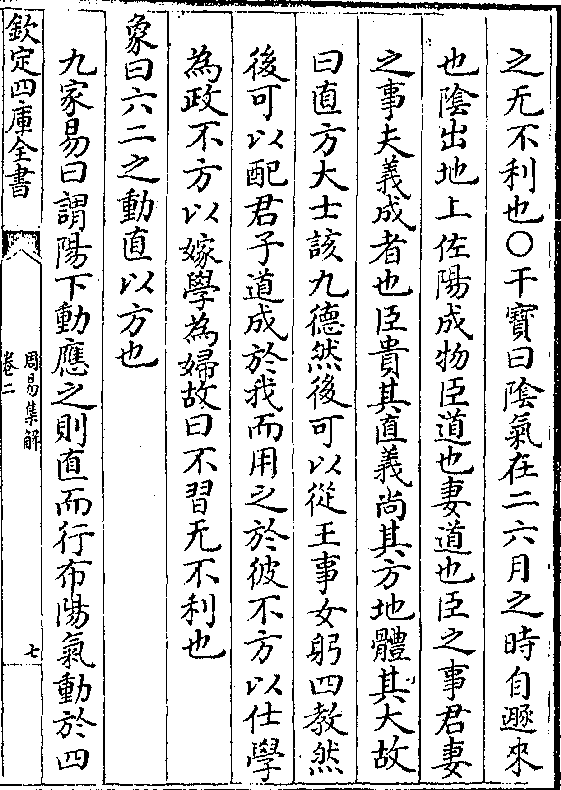 之无不利也〇干寳曰隂氣在二六月之時自遯來
也隂出地上佐陽成物臣道也妻道也臣之事君妻
之事夫義成者也臣貴其直義尚其方地體其大故
曰直方大士該九德然後可以從王事女躬四教然
後可以配君子道成於我而用之於彼不方以仕學
為政不方以嫁學為婦故曰不習无不利也
象曰六二之動直以方也
九家易曰謂陽下動應之則直而行布陽氣動於四
欽定四庫全書
周易集解
卷二
七